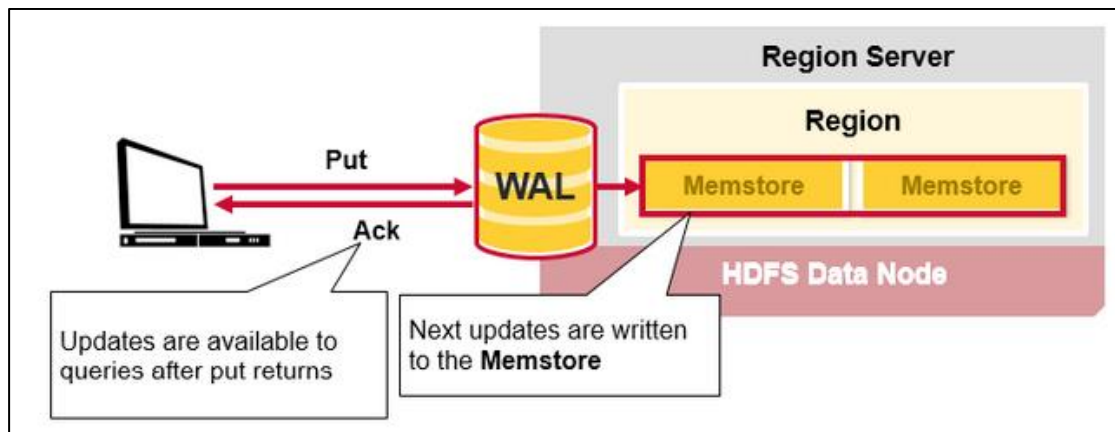 Region Server
Region
Put
WAL
Memstore
Memstore
Ack
HDFS Data Node
Updates are available to
queries after put returns
Next updates are written
to the Memstore